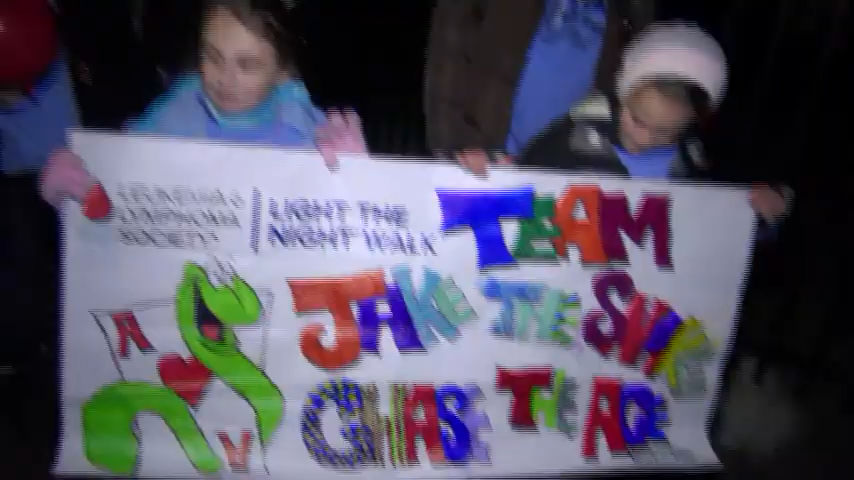 LEUKEMIA &
LYMPHOMA
SOCIETY
LIGHT THE
NIGHT WALK
TEAM
JAKE THE SNAKE
CHASE THE ACE
A
A